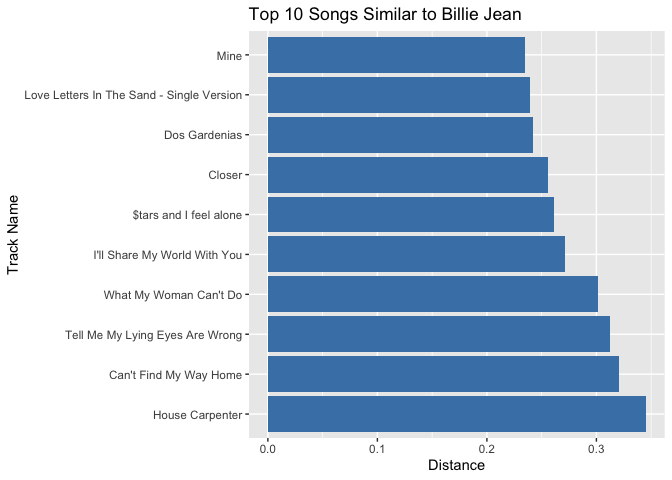 Top 10 Songs Similar to Billie Jean
Track Name
Mine
Love Letters In The Sand - Single Version
Dos Gardenias
Closer
$tars and I feel alone
I'll Share My World With You
What My Woman Can't Do
Tell Me My Lying Eyes Are Wrong
Can't Find My Way Home
House Carpenter
0.0 0.1 0.2 0.3
Distance